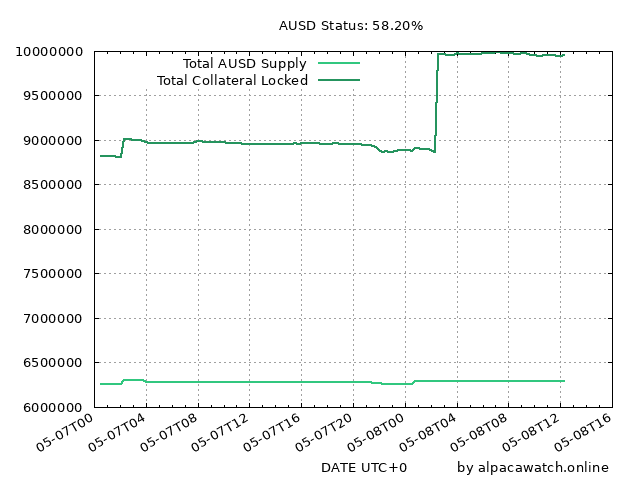 AUSD Status: 58.20%
10000000
9500000
9000000
8500000
8000000
7500000
7000000
6500000
6000000
Total AUSD Supply
Total Collateral Locked
05-07T00
05-07T04
05-07T08
05-07T12
05-07T16
05-07T20
05-08T00
05-08T04
05-08T08
05-08T12
05-08T16
DATE UTC+0
by alpacawatch.online